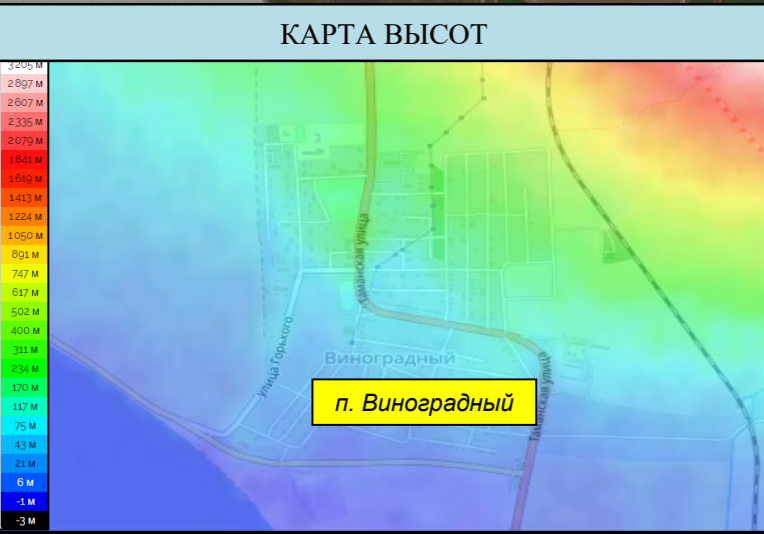 КАРТА ВЫСОТ
3205 м
2897 м
2607 м
2335 м
2079 м
1841 м
1619 м
1413 м
1224 м
1050 м
891 м
747 м
617 м
502 м
400 м
311 м
234 м
170 м
117 м
75 м
43 м
21 м
6 м
-1 м
-3 м
Таманская улица
Улица Горького
Виноградный
п. Виноградный
Таманская улиц